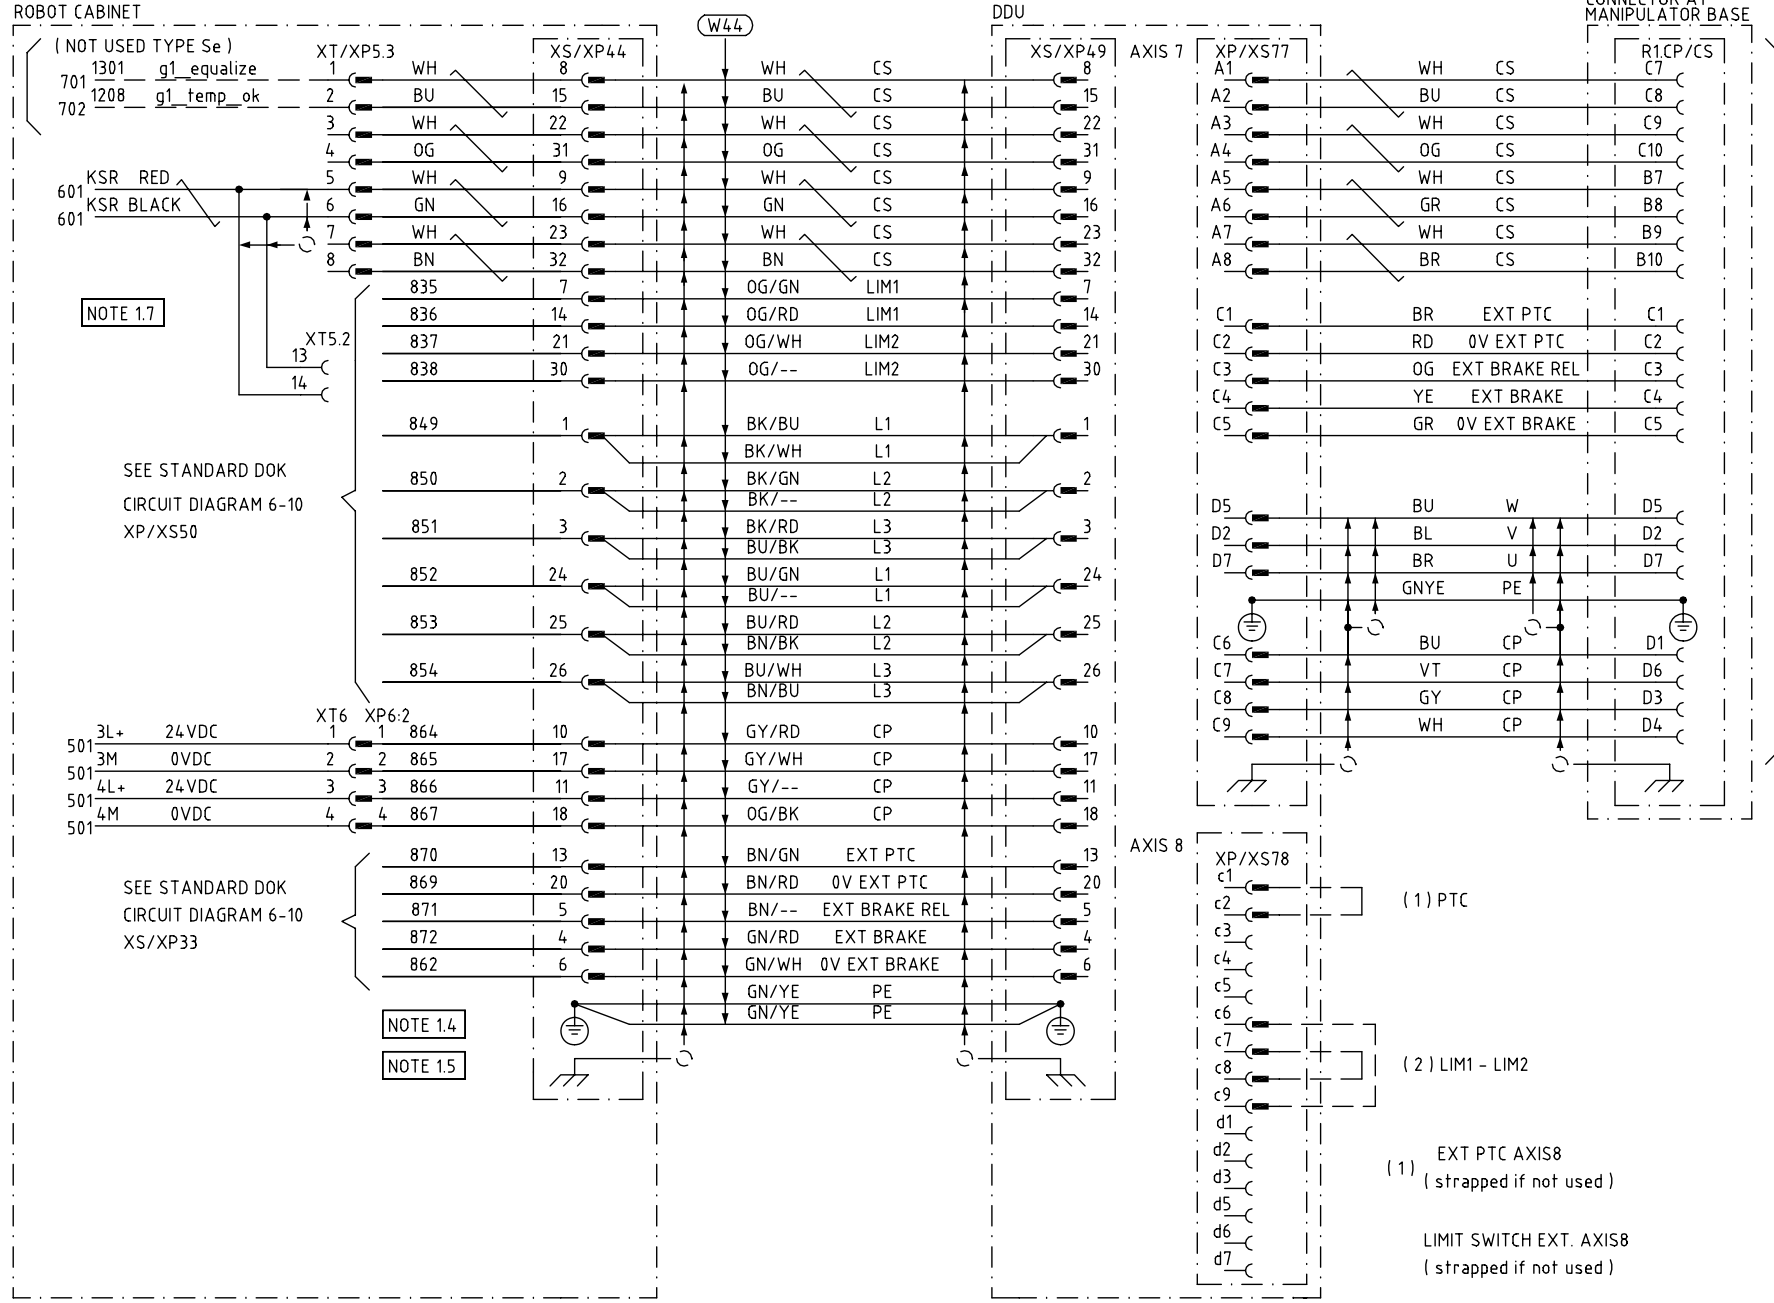 ROBOT CABINET
W44
DDU
CONNECTOR AT
MANIPULATOR BASE
( NOT USED TYPE Se )
XT/XP5.3
XS/XP44
XS/XP49
AXIS 7
XP/XS77
R1.CP/CS
701 1301 g1_equalize 1 WH 8 WH CS 8 A1 WH CS C7
702 1208 g1_temp_ok 2 BU 15 BU CS 15 A2 BU CS C8
3 WH 22 WH CS 22 A3 WH CS C9
4 OG 31 OG CS 31 A4 OG CS C10
601 KSR RED 5 WH 9 WH CS 9 A5 WH CS B7
601 KSR BLACK 6 GN 16 GN CS 16 A6 GR CS B8
7 WH 23 WH CS 23 A7 WH CS B9
8 BN 32 BN CS 32 A8 BR CS B10
835 7 OG/GN LIM1 7
NOTE 1.7
836 14 OG/RD LIM1 14 C1 BR EXT PTC C1
XT5.2
837 21 OG/WH LIM2 21 C2 RD 0V EXT PTC C2
13
838 30 OG/-- LIM2 30 C3 OG EXT BRAKE REL C3
14
C4 YE EXT BRAKE C4
849 1 BK/BU L1 1 C5 GR 0V EXT BRAKE C5
BK/WH L1
SEE STANDARD DOK
CIRCUIT DIAGRAM 6-10
XP/XS50
850 2 BK/GN L2 2
BK/-- L2
D5 BU W D5
851 3 BK/RD L3 3
BU/BK L3
D2 BL V D2
D7 BR U D7
852 24 BU/GN L1 24
BU/-- L1
GNYE PE
853 25 BU/RD L2 25
BN/BK L2
C6 BU CP D1
854 26 BU/WH L3 26
BN/BU L3
C7 VT CP D6
C8 GY CP D3
C9 WH CP D4
XT6 XP6:2
501 3L+ 24VDC 1 1 864 10 GY/RD CP 10
501 3M 0VDC 2 2 865 17 GY/WH CP 17
501 4L+ 24VDC 3 3 866 11 GY/-- CP 11
501 4M 0VDC 4 4 867 18 OG/BK CP 18
870 13 BN/GN EXT PTC 13
869 20 BN/RD 0V EXT PTC 20
871 5 BN/-- EXT BRAKE REL 5
872 4 GN/RD EXT BRAKE 4
862 6 GN/WH 0V EXT BRAKE 6
GN/YE PE
GN/YE PE
SEE STANDARD DOK
CIRCUIT DIAGRAM 6-10
XS/XP33
NOTE 1.4
NOTE 1.5
AXIS 8
XP/XS78
c1
c2
c3
c4
c5
c6
c7
c8
c9
d1
d2
d3
d5
d6
d7
( 1 ) PTC
( 2 ) LIM1 - LIM2
( 1 ) EXT PTC AXIS8
( strapped if not used )
LIMIT SWITCH EXT. AXIS8
( strapped if not used )